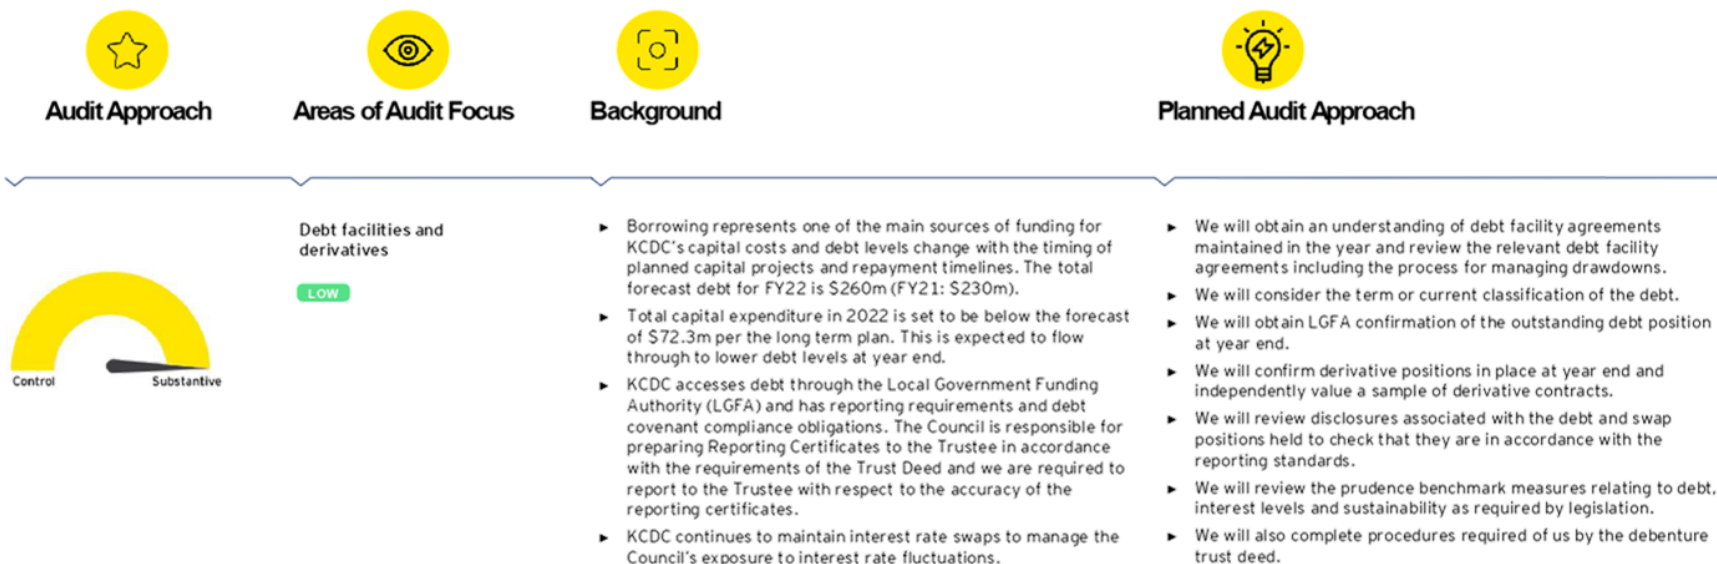 Audit Approach
Areas of Audit Focus
Background
Planned Audit Approach
Control
Substantive
Debt facilities and
derivatives
LOW
► Borrowing represents one of the main sources of funding for
KCDC's capital costs and debt levels change with the timing of
planned capital projects and repayment timelines. The total
forecast debt for FY22 is $260m (FY21: $230m).
► Total capital expenditure in 2022 is set to be below the forecast
of $72.3m per the long term plan. This is expected to flow
through to lower debt levels at year end.
► KCDC accesses debt through the Local Government Funding
Authority (LGFA) and has reporting requirements and debt
covenant compliance obligations. The Council is responsible for
preparing Reporting Certificates to the Trustee in accordance
with the requirements of the Trust Deed and we are required to
report to the Trustee with respect to the accuracy of the
reporting certificates.
► KCDC continues to maintain interest rate swaps to manage the
Council's exposure to interest rate fluctuations.
► We will obtain an understanding of debt facility agreements
maintained in the year and review the relevant debt facility
agreements including the process for managing drawdowns.
► We will consider the term or current classification of the debt.
► We will obtain LGFA confirmation of the outstanding debt position
at year end.
► We will confirm derivative positions in place at year end and
independently value a sample of derivative contracts.
► We will review disclosures associated with the debt and swap
positions held to check that they are in accordance with the
reporting standards.
► We will review the prudence benchmark measures relating to debt,
interest levels and sustainability as required by legislation.
► We will also complete procedures required of us by the debenture
trust deed.